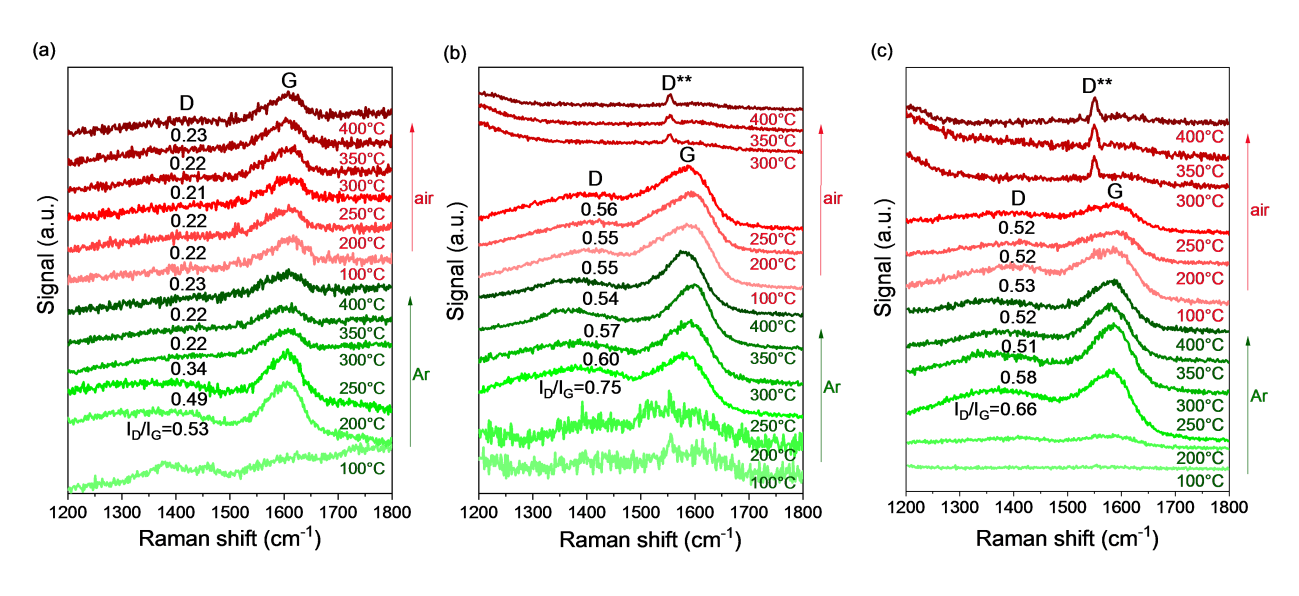 (a)
G
D
400°C
0.23
350°C
0.22
300°C
0.21
250°C
0.22
200°C
0.22
100°C
0.23
400°C
0.22
350°C
0.22
300°C
0.34
250°C
0.49
200°C
I_D/I_G=0.53
100°C
air
Ar
Signal (a.u.)
1200 1300 1400 1500 1600 1700 1800
Raman shift (cm⁻¹)
(b)
D**
400°C
350°C
300°C
G
D
0.56
250°C
0.55
200°C
0.55
100°C
0.54
400°C
0.57
350°C
0.60
300°C
I_D/I_G=0.75
250°C
200°C
100°C
air
Ar
Signal (a.u.)
1200 1300 1400 1500 1600 1700 1800
Raman shift (cm⁻¹)
(c)
D**
400°C
350°C
300°C
D G
0.52
250°C
0.52
200°C
0.53
100°C
0.52
400°C
0.51
350°C
0.58
300°C
I_D/I_G=0.66
250°C
200°C
100°C
air
Ar
Signal (a.u.)
1200 1300 1400 1500 1600 1700 1800
Raman shift (cm⁻¹)